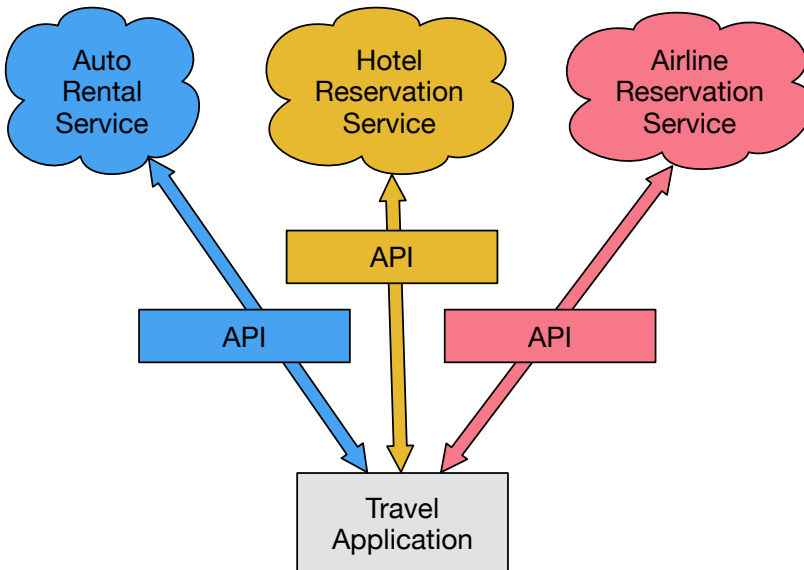 Auto
Rental
Service
Hotel
Reservation
Service
Airline
Reservation
Service
API
API
API
Travel
Application